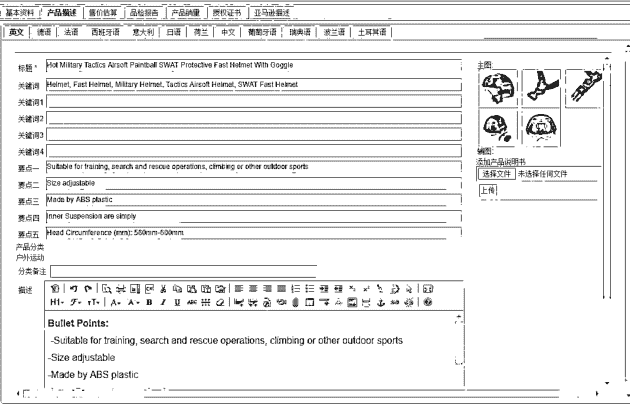 基本资料 产品描述 售价估算 品检报告 产品销量 授权证书 亚马逊描述
英文 德语 法语 西班牙语 意大利 日语 荷兰 中文 葡萄牙语 瑞典语 波兰语 土耳其语
标题 * Hot Military Tactics Airsoft Paintball SWAT Protective Fast Helmet With Goggle
主图:
关键词 Helmet, Fast Helmet, Military Helmet, Tactics Airsoft Helmet, SWAT Fast Helmet
关键词1
关键词2
关键词3
关键词4
辅图:
添加产品说明书
要点一 Suitable for training, search and rescue operations, climbing or other outdoor sports
选择文件 未选择任何文件
要点二 Size adjustable
上传
要点三 Made by ABS plastic
要点四 Inner Suspension are simply
要点五 Head Circumference (mm): 580mm-600mm
产品分类
户外运动
分类备注
描述
H1 F тT A A B I U ABC
Bullet Points:
-Suitable for training, search and rescue operations, climbing or other outdoor sports
-Size adjustable
-Made by ABS plastic